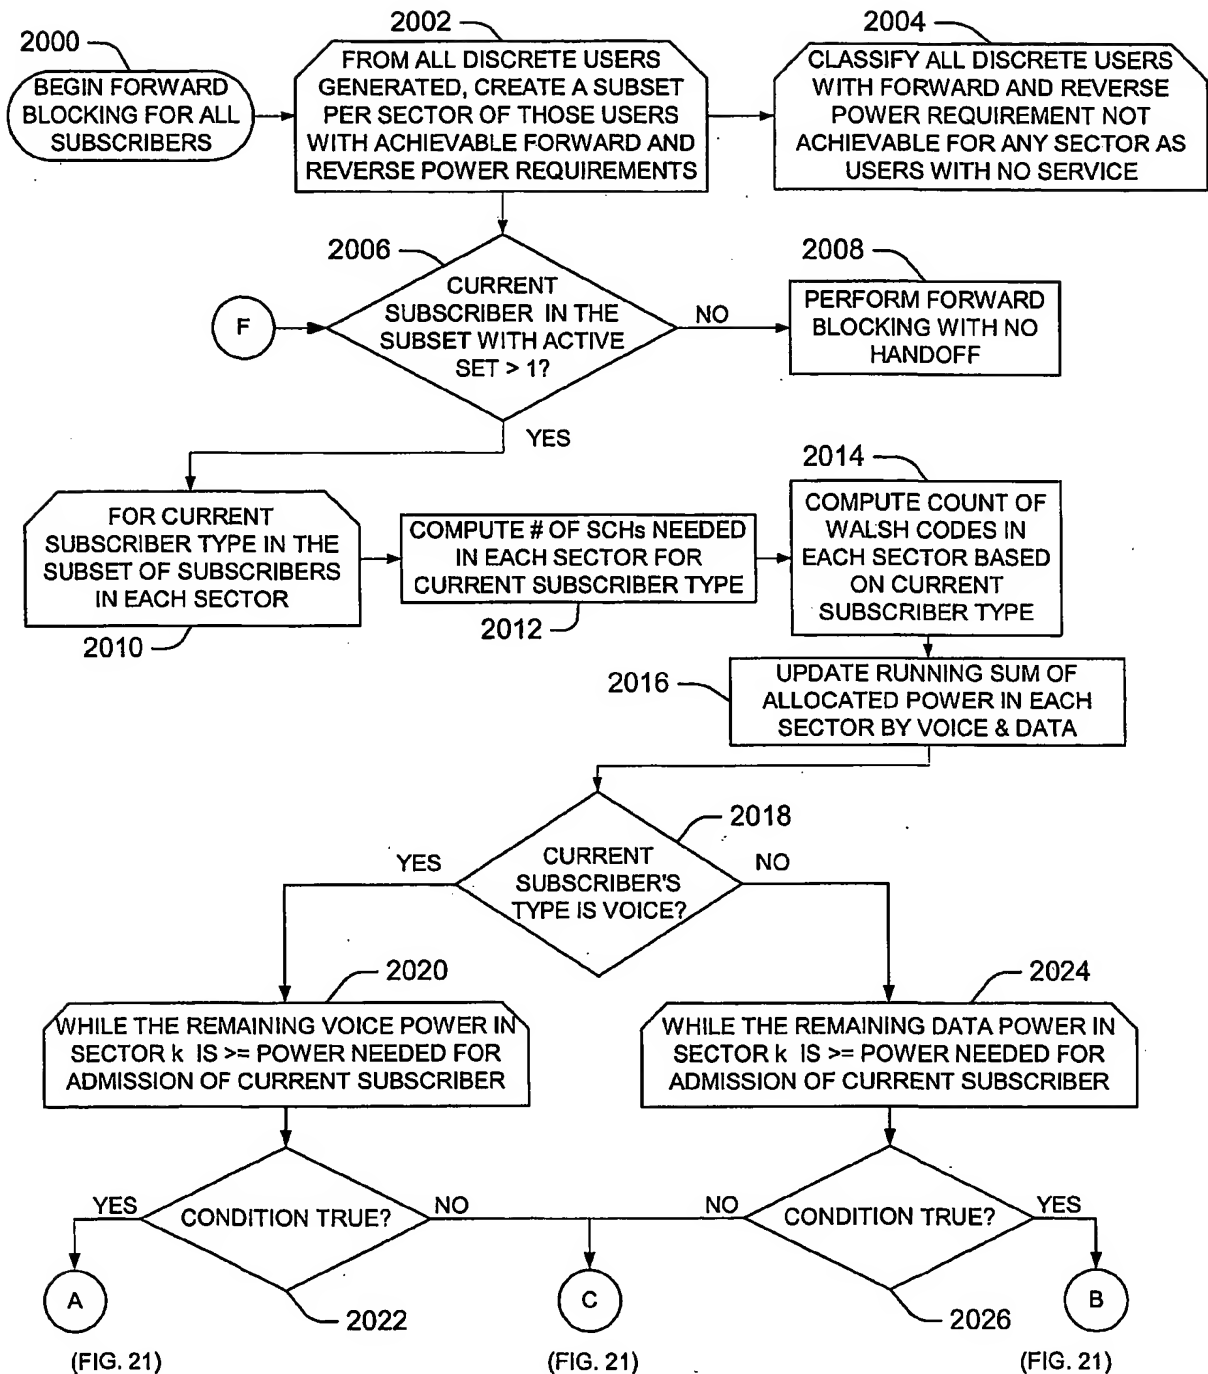 2000
BEGIN FORWARD
BLOCKING FOR ALL
SUBSCRIBERS
2002
FROM ALL DISCRETE USERS
GENERATED, CREATE A SUBSET
PER SECTOR OF THOSE USERS
WITH ACHIEVABLE FORWARD AND
REVERSE POWER REQUIREMENTS
2004
CLASSIFY ALL DISCRETE USERS
WITH FORWARD AND REVERSE
POWER REQUIREMENT NOT
ACHIEVABLE FOR ANY SECTOR AS
USERS WITH NO SERVICE
F
2006
CURRENT
SUBSCRIBER IN THE
SUBSET WITH ACTIVE
SET > 1?
NO
2008
PERFORM FORWARD
BLOCKING WITH NO
HANDOFF
YES
FOR CURRENT
SUBSCRIBER TYPE IN THE
SUBSET OF SUBSCRIBERS
IN EACH SECTOR
2010
COMPUTE # OF SCHs NEEDED
IN EACH SECTOR FOR
CURRENT SUBSCRIBER TYPE
2012
2014
COMPUTE COUNT OF
WALSH CODES IN
EACH SECTOR BASED
ON CURRENT
SUBSCRIBER TYPE
2016
UPDATE RUNNING SUM OF
ALLOCATED POWER IN EACH
SECTOR BY VOICE & DATA
2018
YES
CURRENT
SUBSCRIBER'S
TYPE IS VOICE?
NO
2020
WHILE THE REMAINING VOICE POWER IN
SECTOR k IS >= POWER NEEDED FOR
ADMISSION OF CURRENT SUBSCRIBER
2024
WHILE THE REMAINING DATA POWER IN
SECTOR k IS >= POWER NEEDED FOR
ADMISSION OF CURRENT SUBSCRIBER
YES
CONDITION TRUE?
NO
2022
NO
CONDITION TRUE?
YES
2026
A
C
B
(FIG. 21)
(FIG. 21)
(FIG. 21)